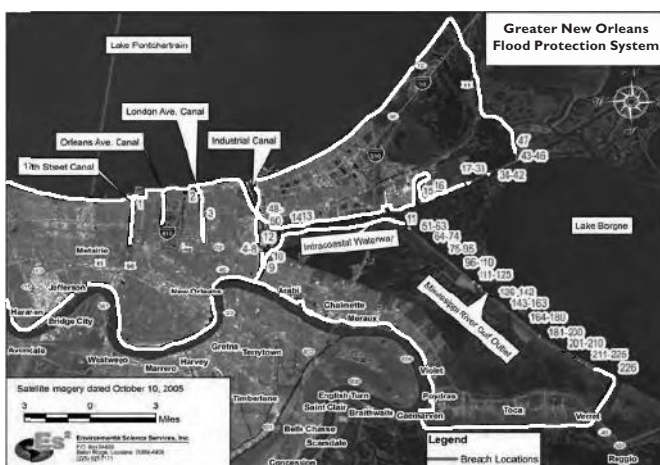 Greater New Orleans
Flood Protection System
Lake Pontchartrain
London Ave. Canal
Orleans Ave. Canal
Industrial Canal
17th Street Canal
47
43-46
34-42
17-31
16
15
1
2
3
48-
50
14
13
12
4-8
10
9
11
Intracoastal Waterway
Lake Borgne
51-63
64-74
75-95
96-110
111-125
126-142
143-163
164-180
181-200
201-210
211-225
226
Mississippi River Gulf Outlet
Metairie
Jefferson
Harahan
Bridge City
New Orleans
Arabi
Chalmette
Meraux
Avondale
Westwego
Marrero
Harvey
Gretna
Terrytown
Timberlane
Violet
Poydras
English Turn
Saint Clair
Braithwaite
Caernarvon
Toca
Verret
Belle Chasse
Scarsdale
Concession
Reggio
Satellite imagery dated October 10, 2005
3 0 3
Miles
ES²
Environmental Science Services, Inc.
Legend
Breach Locations